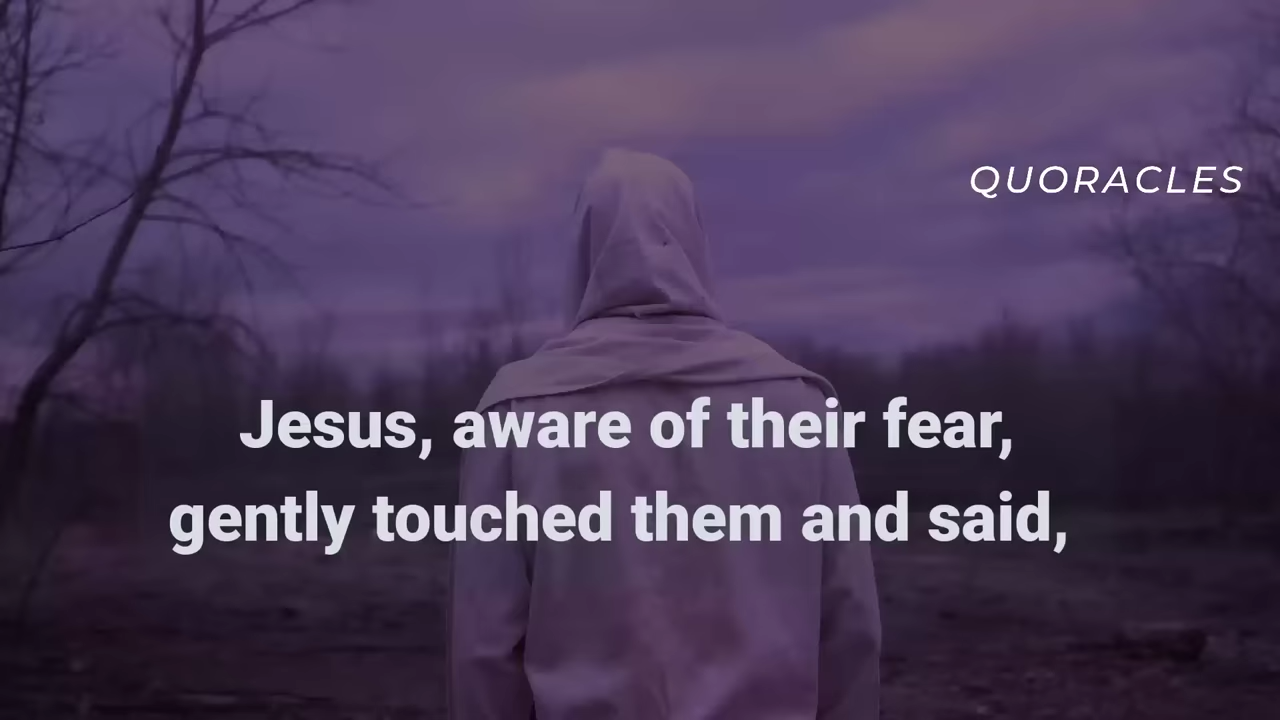 QUORACLES
Jesus, aware of their fear,
gently touched them and said,